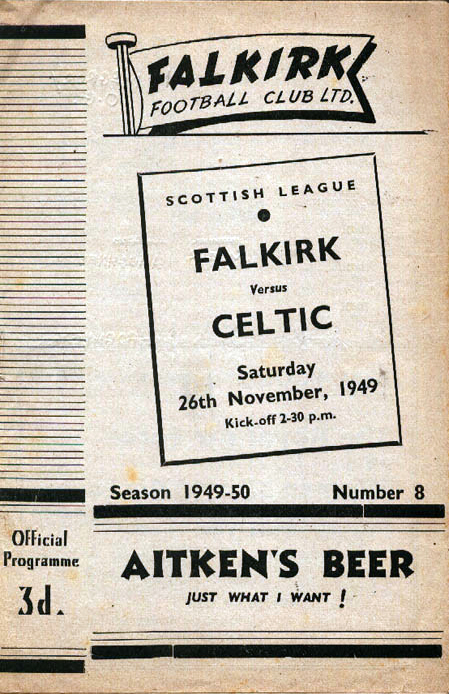 FALKIRK
FOOTBALL CLUB LTD.
SCOTTISH LEAGUE
FALKIRK
Versus
CELTIC
Saturday
26th November, 1949
Kick-off 2-30 p.m.
Season 1949-50 Number 8
Official
Programme
3d.
AITKEN'S BEER
JUST WHAT I WANT !